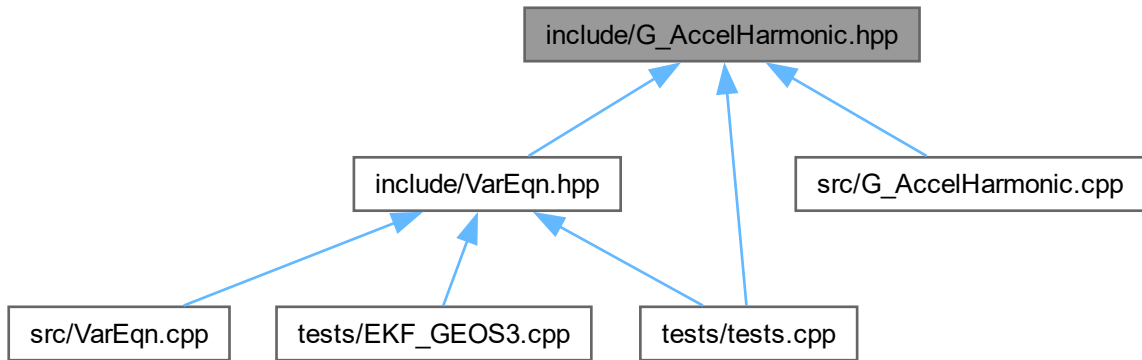 include/G_AccelHarmonic.hpp
include/VarEqn.hpp
src/G_AccelHarmonic.cpp
src/VarEqn.cpp
tests/EKF_GEOS3.cpp
tests/tests.cpp